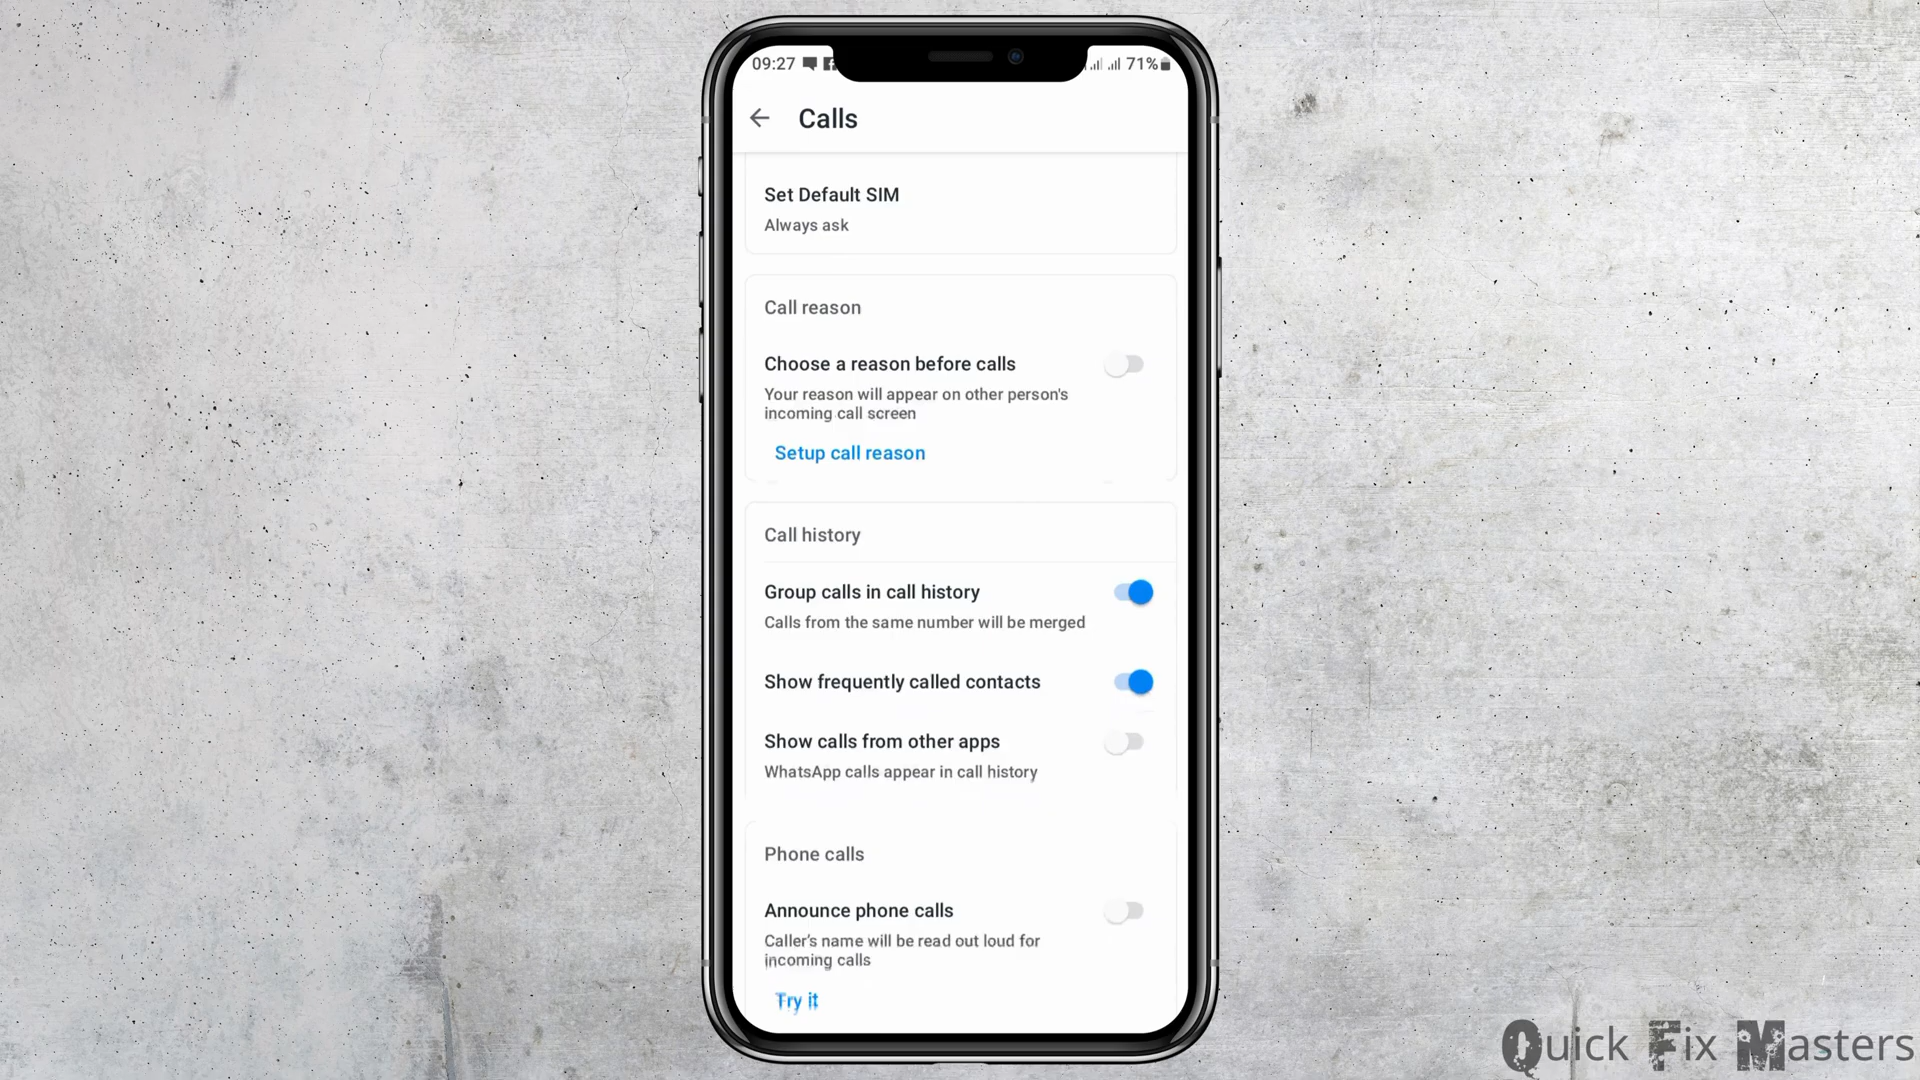 09:27 71%
Calls
Set Default SIM
Always ask
Call reason
Choose a reason before calls
Your reason will appear on other person's
incoming call screen
Setup call reason
Call history
Group calls in call history
Calls from the same number will be merged
Show frequently called contacts
Show calls from other apps
WhatsApp calls appear in call history
Phone calls
Announce phone calls
Caller's name will be read out loud for
incoming calls
Try it
Quick Fix Masters